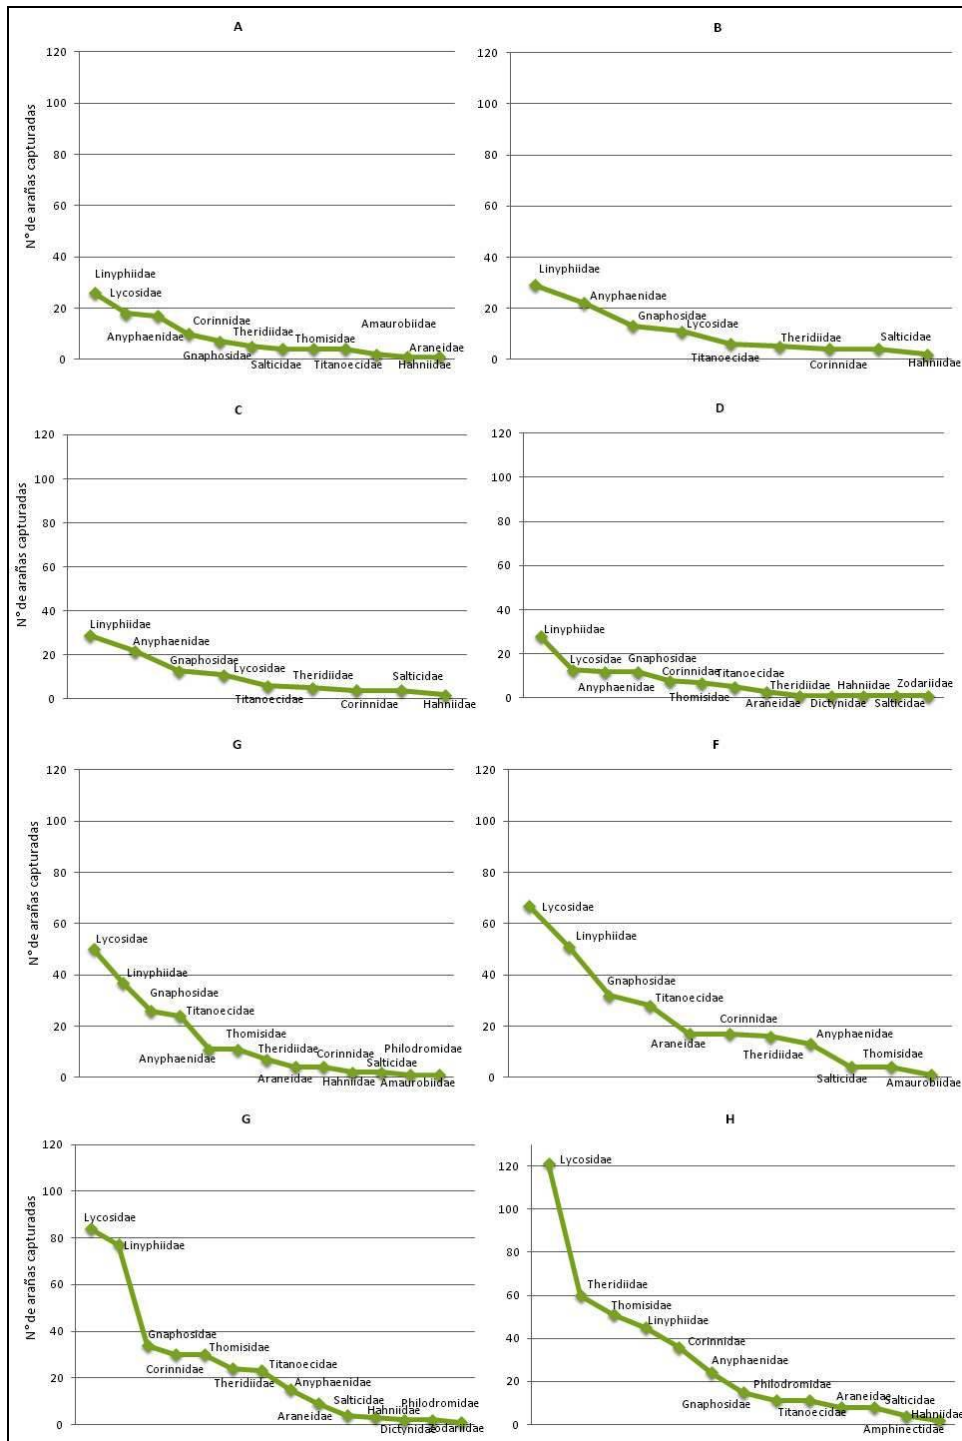 A
N° de arañas capturadas
120
100
80
60
40
20
0
Linyphiidae
Lycosidae
Anyphaenidae
Corinnidae
Gnaphosidae
Theridiidae
Salticidae
Thomisidae
Titanoecidae
Amaurobiidae
Hahniidae
Araneidae
B
120
100
80
60
40
20
0
Linyphiidae
Anyphaenidae
Gnaphosidae
Lycosidae
Titanoecidae
Theridiidae
Corinnidae
Salticidae
Hahniidae
C
N° de arañas capturadas
120
100
80
60
40
20
0
Linyphiidae
Anyphaenidae
Gnaphosidae
Lycosidae
Titanoecidae
Theridiidae
Corinnidae
Salticidae
Hahniidae
D
120
100
80
60
40
20
0
Linyphiidae
Lycosidae
Anyphaenidae
Gnaphosidae
Corinnidae
Thomisidae
Titanoecidae
Araneidae
Theridiidae
Dictynidae
Hahniidae
Salticidae
Zodariidae
G
N° de arañas capturadas
120
100
80
60
40
20
0
Lycosidae
Linyphiidae
Gnaphosidae
Titanoecidae
Anyphaenidae
Thomisidae
Theridiidae
Araneidae
Corinnidae
Hahniidae
Salticidae
Amaurobiidae
Philodromidae
F
120
100
80
60
40
20
0
Lycosidae
Linyphiidae
Gnaphosidae
Titanoecidae
Araneidae
Corinnidae
Theridiidae
Anyphaenidae
Salticidae
Thomisidae
Amaurobiidae
G
N° de arañas capturadas
120
100
80
60
40
20
0
Lycosidae
Linyphiidae
Gnaphosidae
Corinnidae
Thomisidae
Theridiidae
Titanoecidae
Anyphaenidae
Araneidae
Salticidae
Hahniidae
Dictynidae
Philodromidae
Zodariidae
H
120
100
80
60
40
20
0
Lycosidae
Theridiidae
Thomisidae
Linyphiidae
Corinnidae
Anyphaenidae
Gnaphosidae
Philodromidae
Titanoecidae
Araneidae
Salticidae
Amphinectidae
Hahniidae